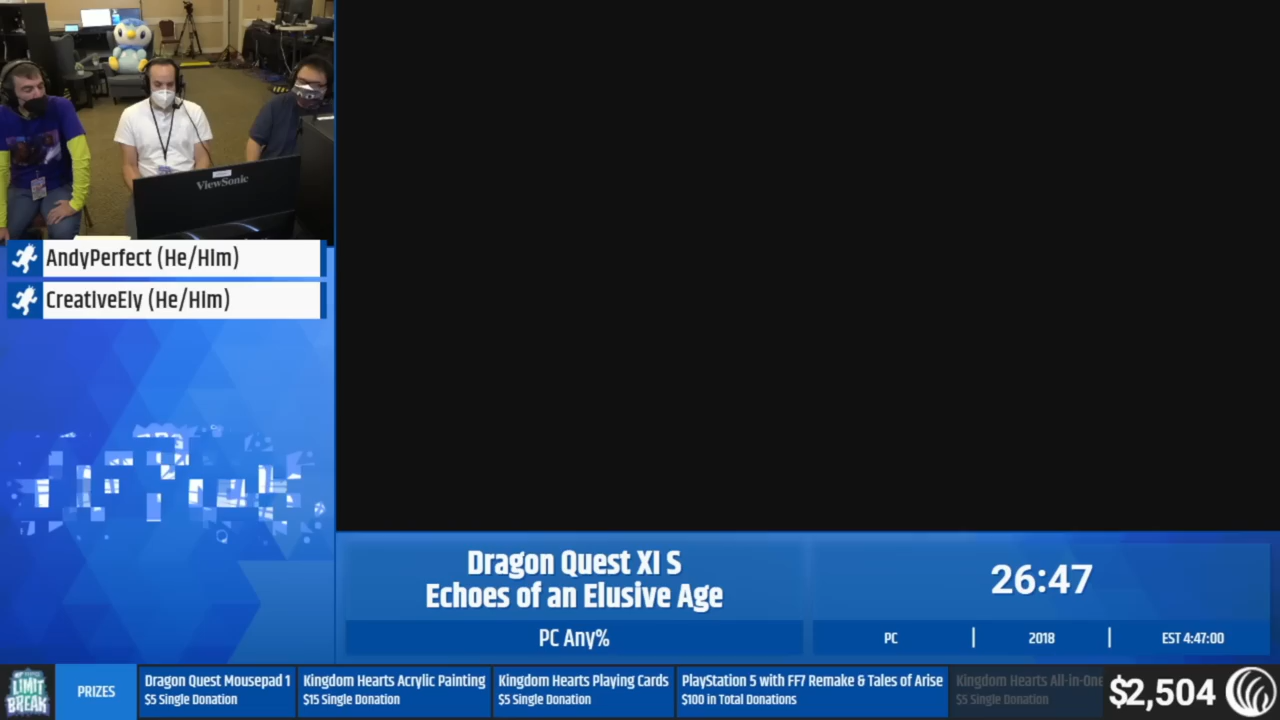 ViewSonic
AndyPerfect (He/HIm)
CreatIveEly (He/HIm)
Dragon Quest XI S
Echoes of an Elusive Age
PC Any%
26:47
PC
2018
EST 4:47:00
LIMIT
BREAK
PRIZES
Dragon Quest Mousepad 1
$5 Single Donation
Kingdom Hearts Acrylic Painting
$15 Single Donation
Kingdom Hearts Playing Cards
$5 Single Donation
PlayStation 5 with FF7 Remake & Tales of Arise
$100 in Total Donations
Kingdom Hearts All-in-One
$5 Single Donation
$2,504